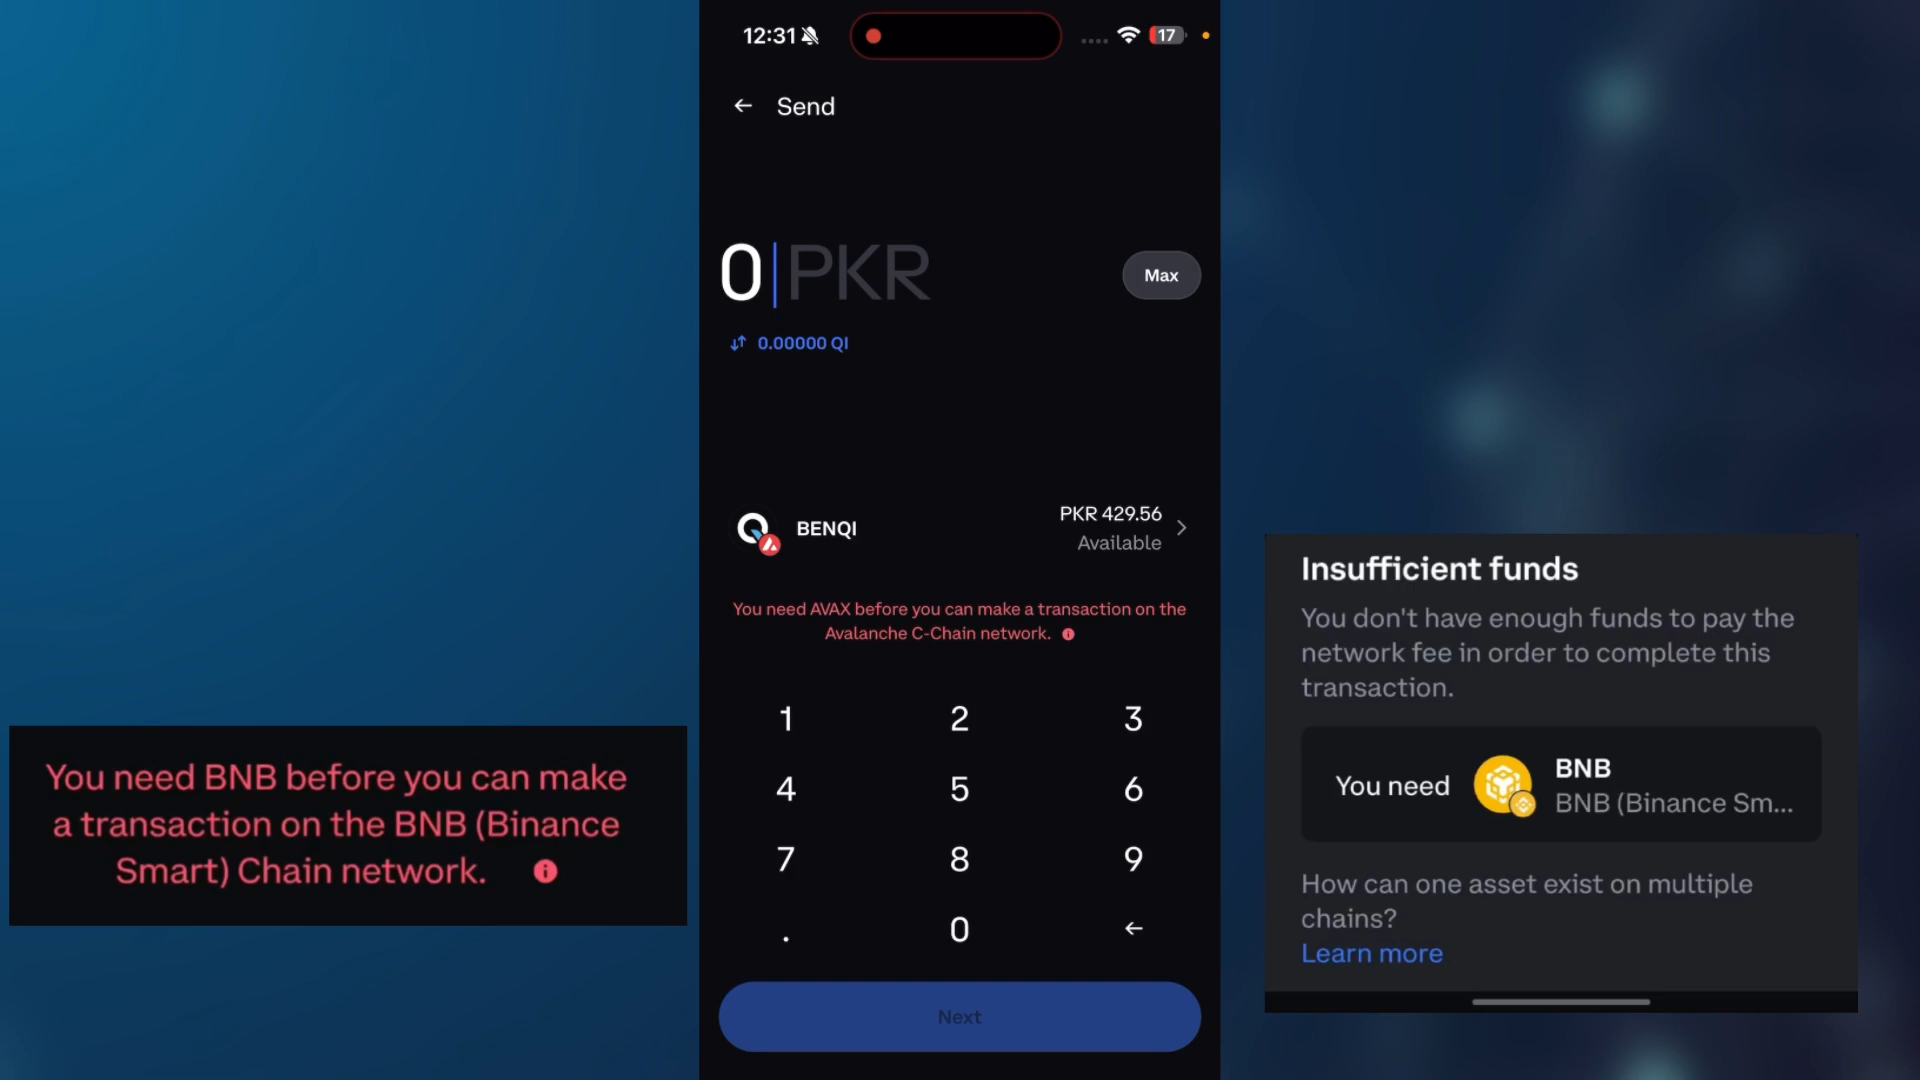 12:31
17
Send
0 PKR
Max
0.00000 QI
BENQI
PKR 429.56
Available
You need AVAX before you can make a transaction on the
Avalanche C-Chain network.
1 2 3
4 5 6
7 8 9
. 0
Next
You need BNB before you can make
a transaction on the BNB (Binance
Smart) Chain network.
Insufficient funds
You don't have enough funds to pay the
network fee in order to complete this
transaction.
You need
BNB
BNB (Binance Sm...
How can one asset exist on multiple
chains?
Learn more